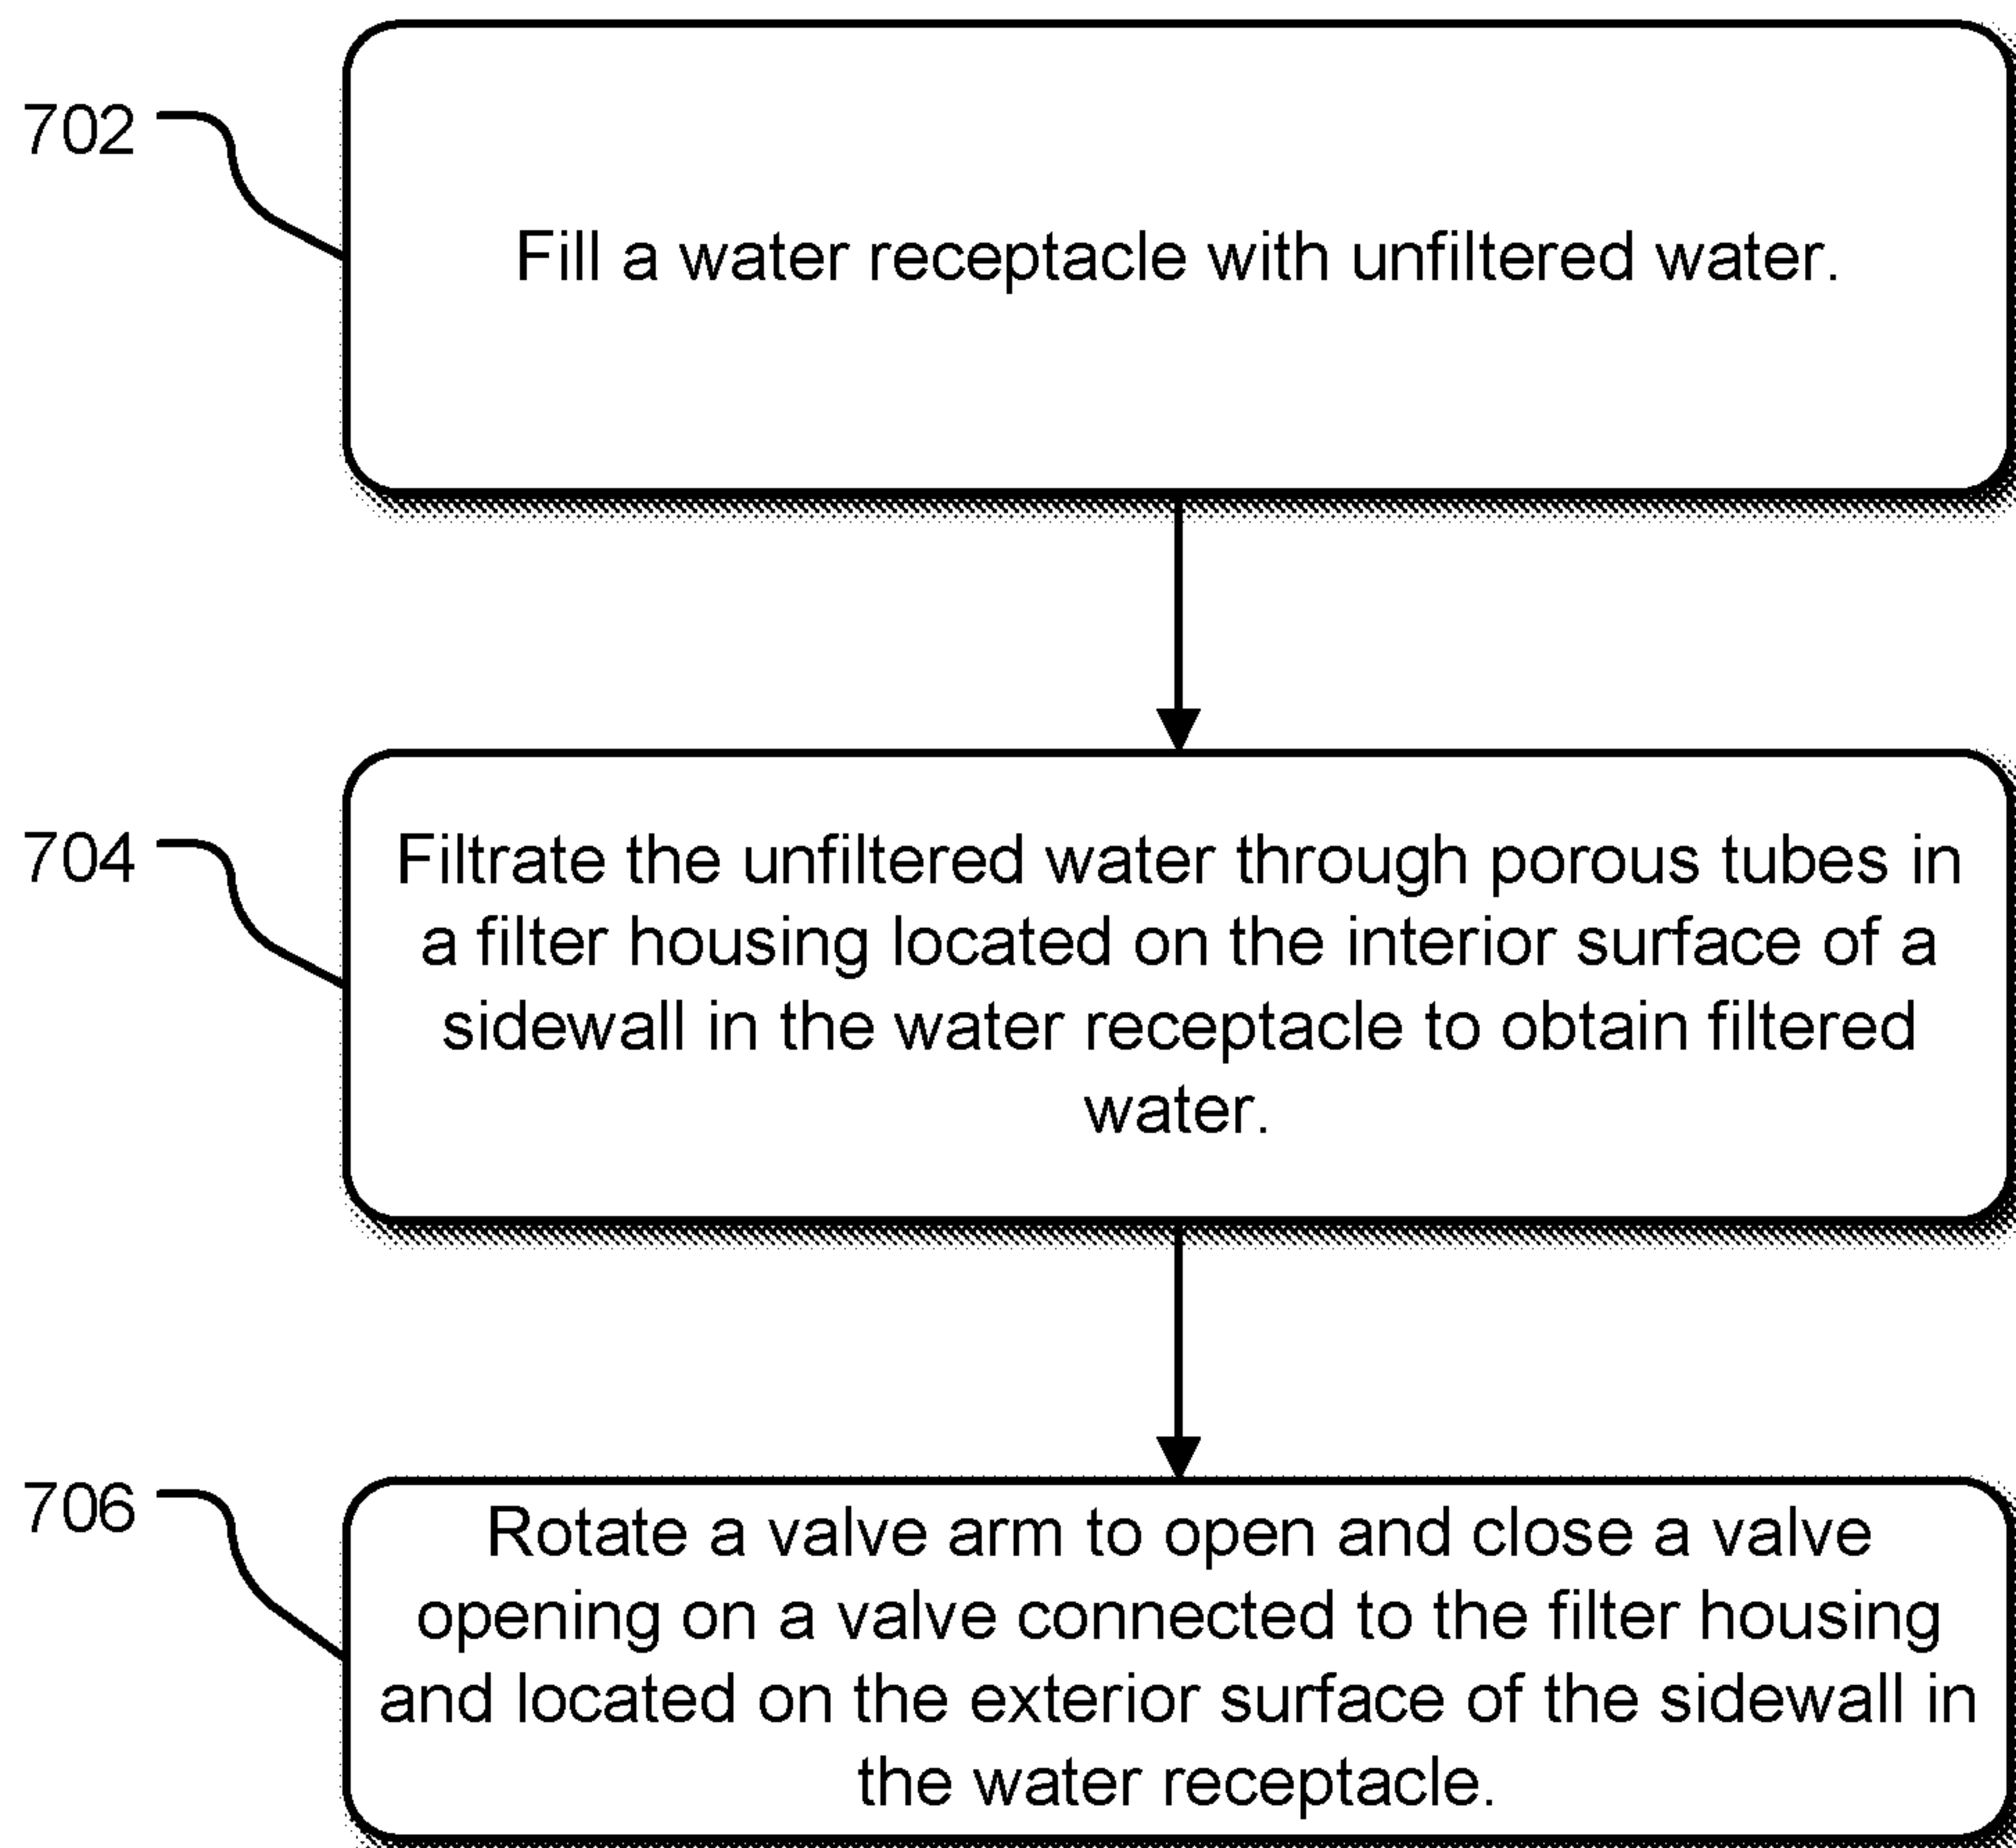 702
Fill a water receptacle with unfiltered water.
704
Filtrate the unfiltered water through porous tubes in
a filter housing located on the interior surface of a
sidewall in the water receptacle to obtain filtered
water.
706
Rotate a valve arm to open and close a valve
opening on a valve connected to the filter housing
and located on the exterior surface of the sidewall in
the water receptacle.